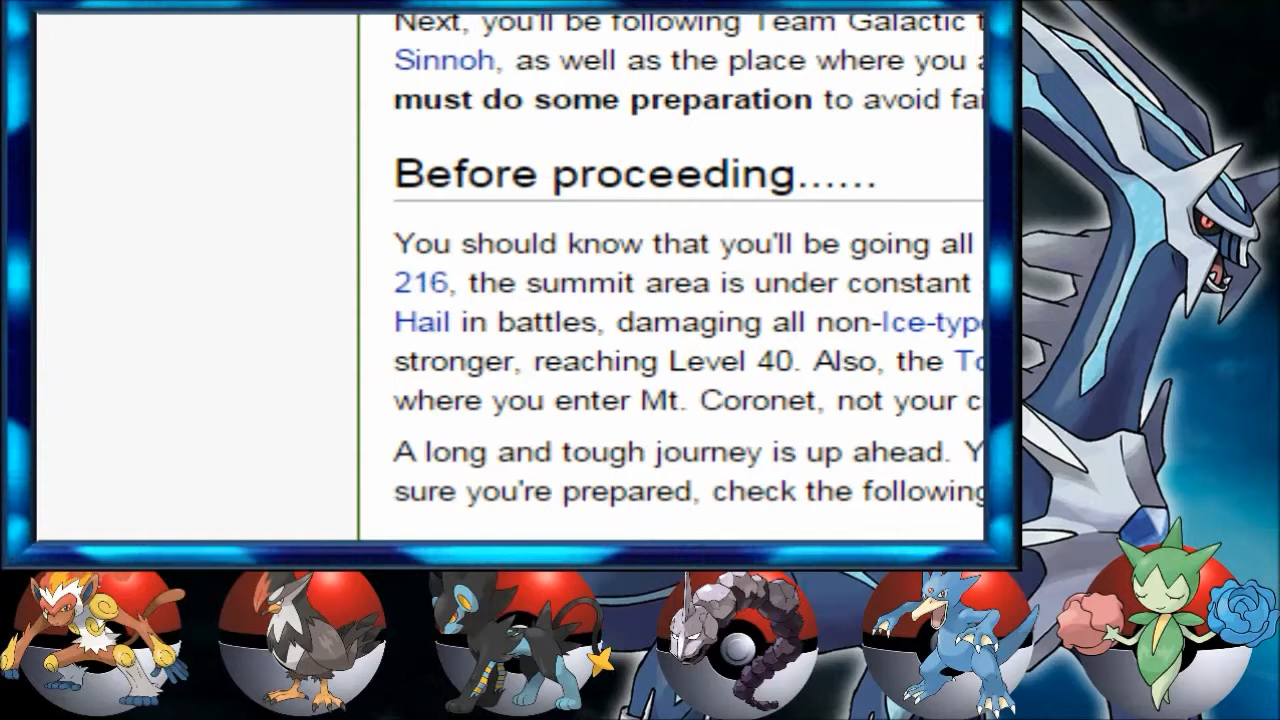 Next, you'll be following Team Galactic t
Sinnoh, as well as the place where you a
must do some preparation to avoid fai
Before proceeding......
You should know that you'll be going all
216, the summit area is under constant
Hail in battles, damaging all non-Ice-type
stronger, reaching Level 40. Also, the To
where you enter Mt. Coronet, not your c
A long and tough journey is up ahead. Y
sure you're prepared, check the following